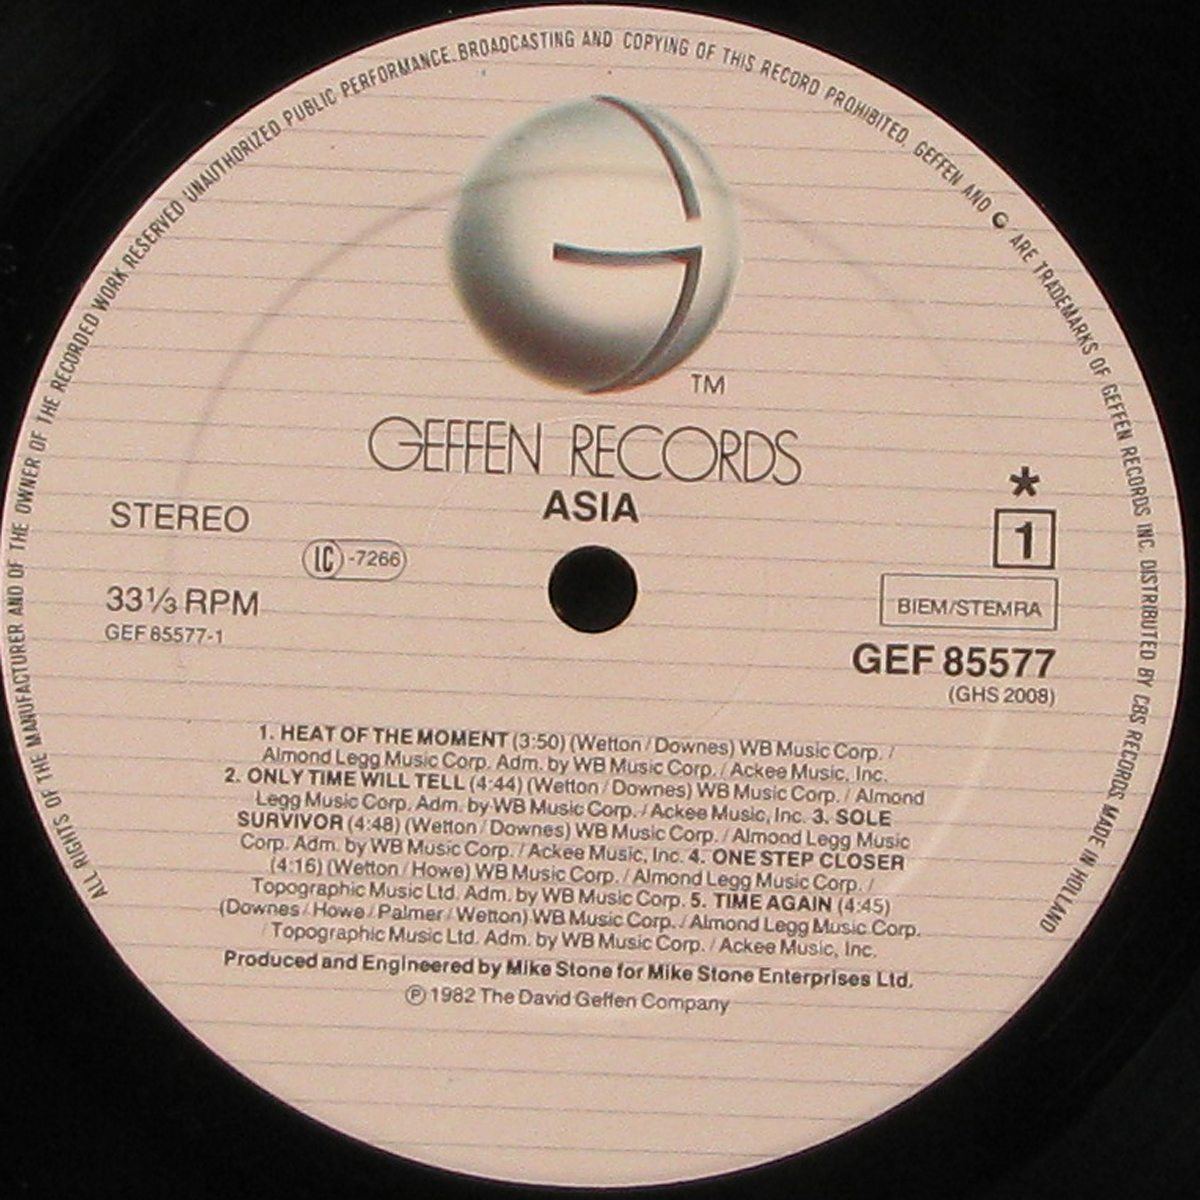 ALL RIGHTS OF THE MANUFACTURER AND OF THE OWNER OF THE RECORDED WORK RESERVED UNAUTHORIZED PUBLIC PERFORMANCE. BROADCASTING AND COPYING OF THIS RECORD PROHIBITED. GEFFEN AND G ARE TRADEMARKS OF GEFFEN RECORDS INC. DISTRIBUTED BY CBS RECORDS MADE IN HOLLAND
TM
GEFFEN RECORDS
ASIA
STEREO
LC -7266
33⅓ RPM
GEF 85577-1
*
1
BIEM/STEMRA
GEF 85577
(GHS 2008)
1. HEAT OF THE MOMENT (3:50) (Wetton / Downes) WB Music Corp. /
Almond Legg Music Corp. Adm. by WB Music Corp. / Ackee Music, Inc.
2. ONLY TIME WILL TELL (4:44) (Wetton / Downes) WB Music Corp. / Almond
Legg Music Corp. Adm. by WB Music Corp. / Ackee Music, Inc. 3. SOLE
SURVIVOR (4:48) (Wetton / Downes) WB Music Corp. / Almond Legg Music
Corp. Adm. by WB Music Corp. / Ackee Music, Inc. 4. ONE STEP CLOSER
(4:16) (Wetton / Howe) WB Music Corp. / Almond Legg Music Corp. /
Topographic Music Ltd. Adm. by WB Music Corp. 5. TIME AGAIN (4:45)
(Downes / Howe / Palmer / Wetton) WB Music Corp. / Almond Legg Music Corp.
/ Topographic Music Ltd. Adm. by WB Music Corp. / Ackee Music, Inc.
Produced and Engineered by Mike Stone for Mike Stone Enterprises Ltd.
℗ 1982 The David Geffen Company